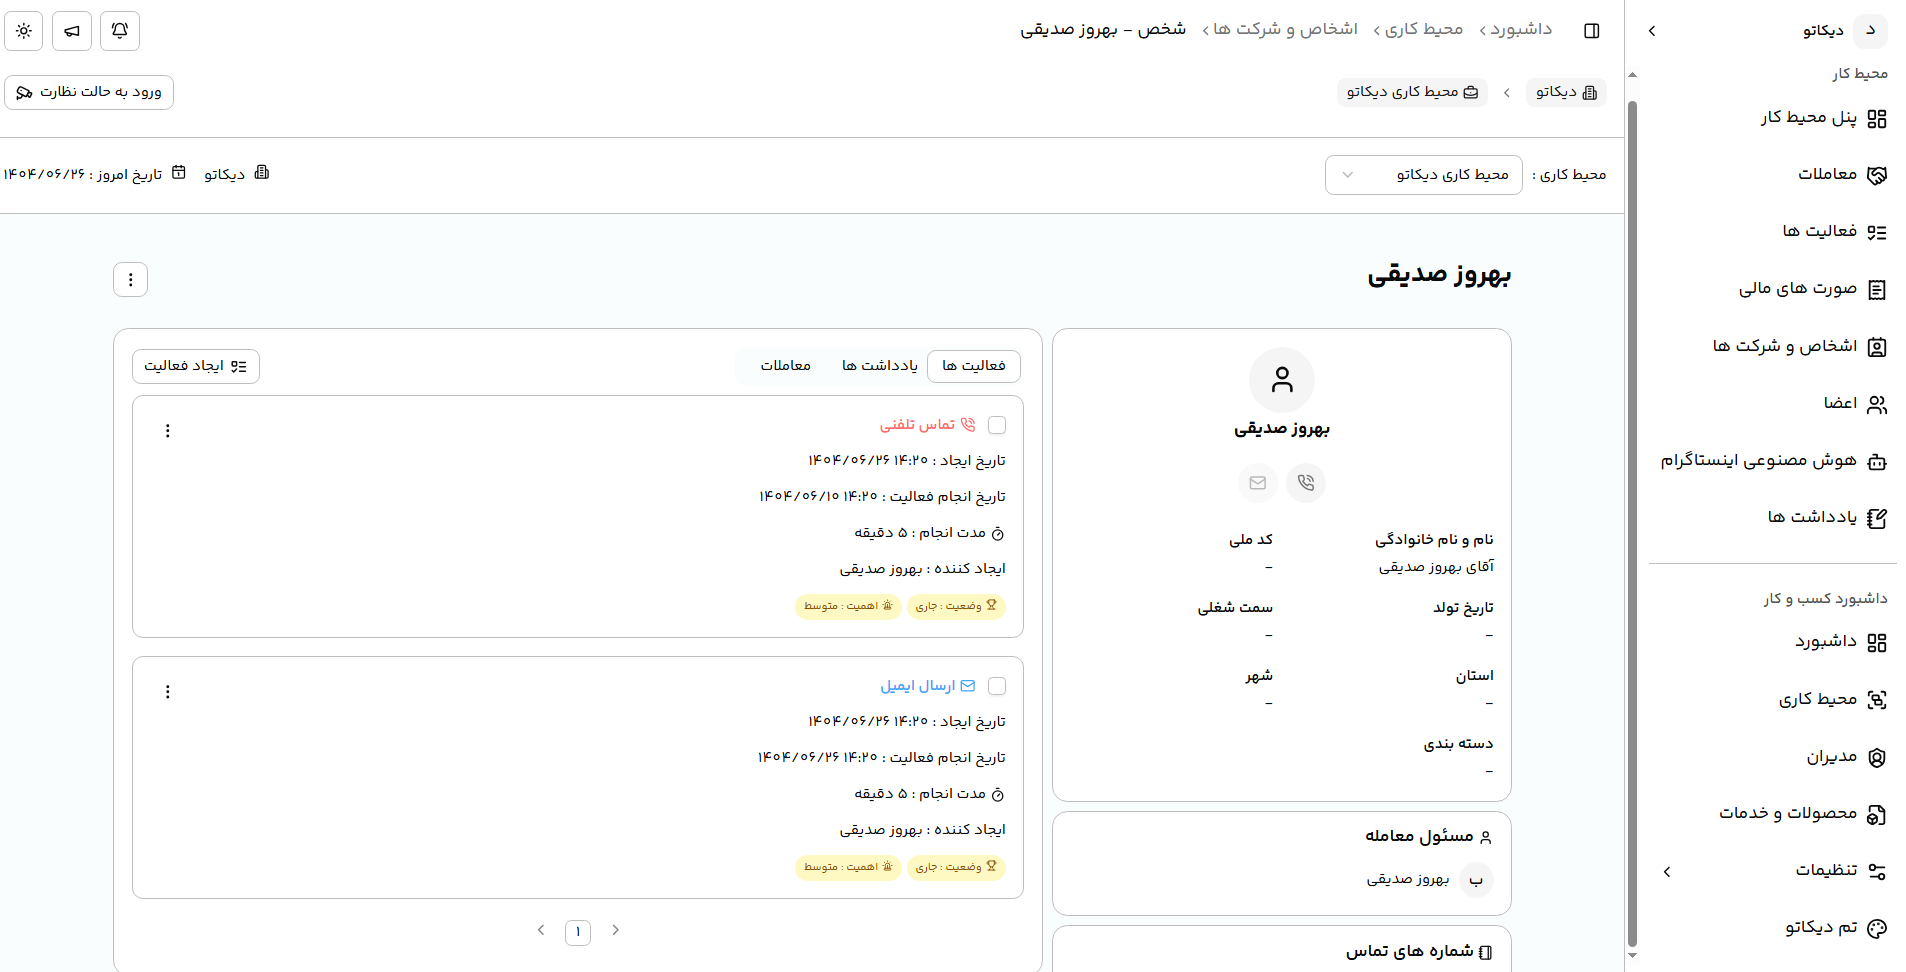 د
دیکاتو
محیط کار
پنل محیط کار
معاملات
فعالیت ها
صورت های مالی
اشخاص و شرکت ها
اعضا
هوش مصنوعی اینستاگرام
یادداشت ها
داشبورد کسب و کار
داشبورد
محیط کاری
مدیران
محصولات و خدمات
تنظیمات
تم دیکاتو
داشبورد › محیط کاری › اشخاص و شرکت ها › شخص - بهروز صدیقی
دیکاتو › محیط کاری دیکاتو
ورود به حالت نظارت
محیط کاری : محیط کاری دیکاتو
دیکاتو
تاریخ امروز : ۱۴۰۴/۰۶/۲۶
بهروز صدیقی
بهروز صدیقی
نام و نام خانوادگی
آقای بهروز صدیقی
کد ملی
-
تاریخ تولد
-
سمت شغلی
-
استان
-
شهر
-
دسته بندی
-
مسئول معامله
ب
بهروز صدیقی
شماره های تماس
فعالیت ها
یادداشت ها
معاملات
ایجاد فعالیت
تماس تلفنی
تاریخ ایجاد : ۱۴:۲۰ ۱۴۰۴/۰۶/۲۶
تاریخ انجام فعالیت : ۱۴:۲۰ ۱۴۰۴/۰۶/۱۰
مدت انجام : ۵ دقیقه
ایجاد کننده : بهروز صدیقی
وضعیت : جاری
اهمیت : متوسط
ارسال ایمیل
تاریخ ایجاد : ۱۴:۲۰ ۱۴۰۴/۰۶/۲۶
تاریخ انجام فعالیت : ۱۴:۲۰ ۱۴۰۴/۰۶/۲۶
مدت انجام : ۵ دقیقه
ایجاد کننده : بهروز صدیقی
وضعیت : جاری
اهمیت : متوسط
۱